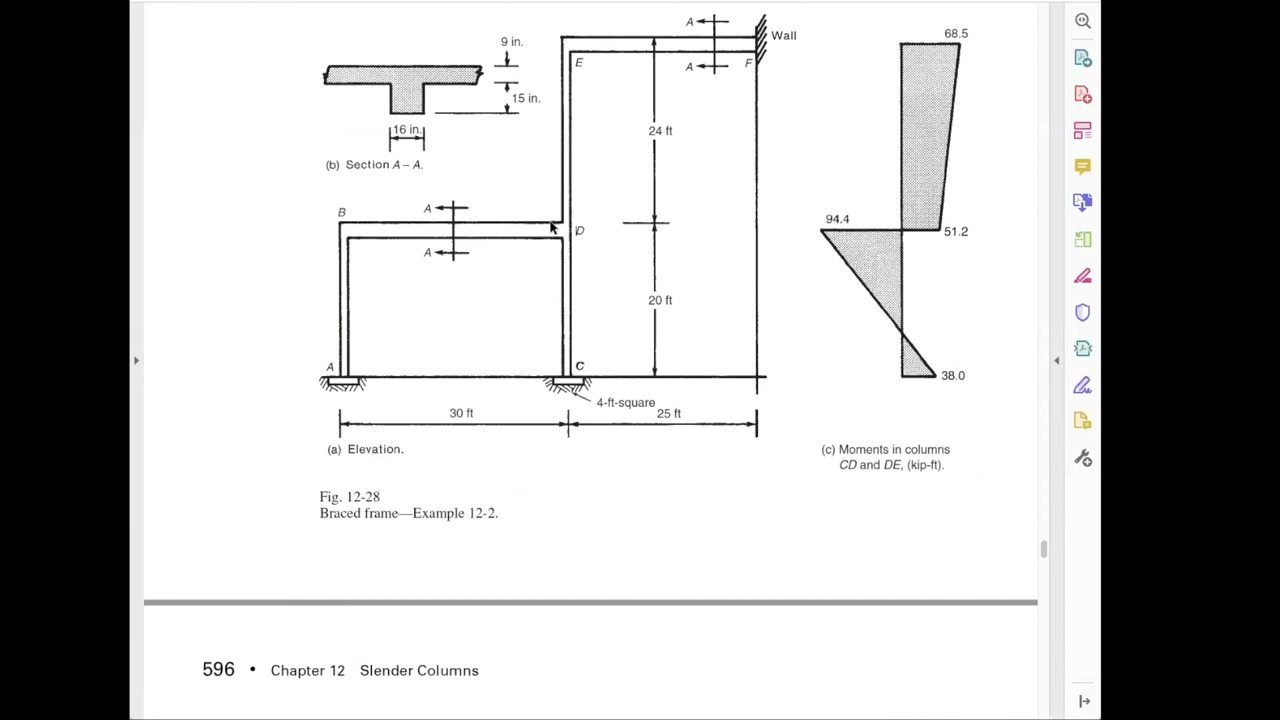 A
Wall
9 in.
15 in.
16 in.
(b) Section A – A.
E
A
F
24 ft
68.5
B
A
D
94.4
51.2
A
20 ft
A
C
38.0
4-ft-square
30 ft
25 ft
(a) Elevation.
(c) Moments in columns
CD and DE, (kip-ft).
Fig. 12-28
Braced frame—Example 12-2.
596 • Chapter 12 Slender Columns